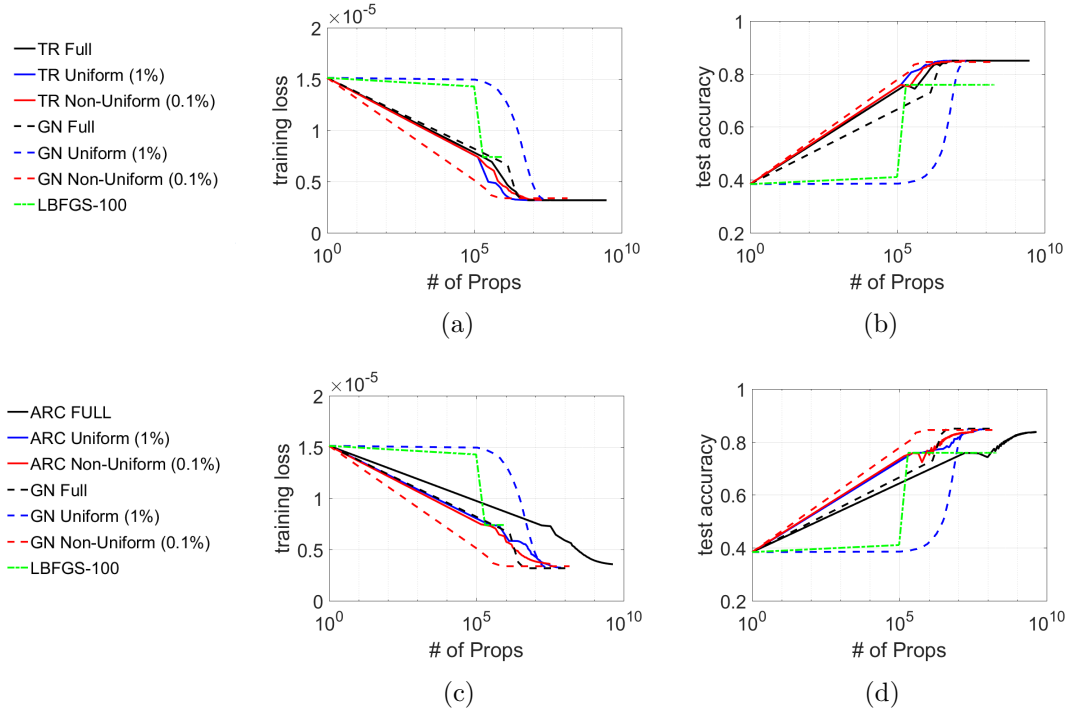 TR Full
TR Uniform (1%)
TR Non-Uniform (0.1%)
GN Full
GN Uniform (1%)
GN Non-Uniform (0.1%)
LBFGS-100
×10^-5
2
1.5
1
0.5
0
training loss
10^0
10^5
10^10
# of Props
(a)
1
0.8
0.6
0.4
0.2
test accuracy
10^0
10^5
10^10
# of Props
(b)
ARC FULL
ARC Uniform (1%)
ARC Non-Uniform (0.1%)
GN Full
GN Uniform (1%)
GN Non-Uniform (0.1%)
LBFGS-100
×10^-5
2
1.5
1
0.5
0
training loss
10^0
10^5
10^10
# of Props
(c)
1
0.8
0.6
0.4
0.2
test accuracy
10^0
10^5
10^10
# of Props
(d)